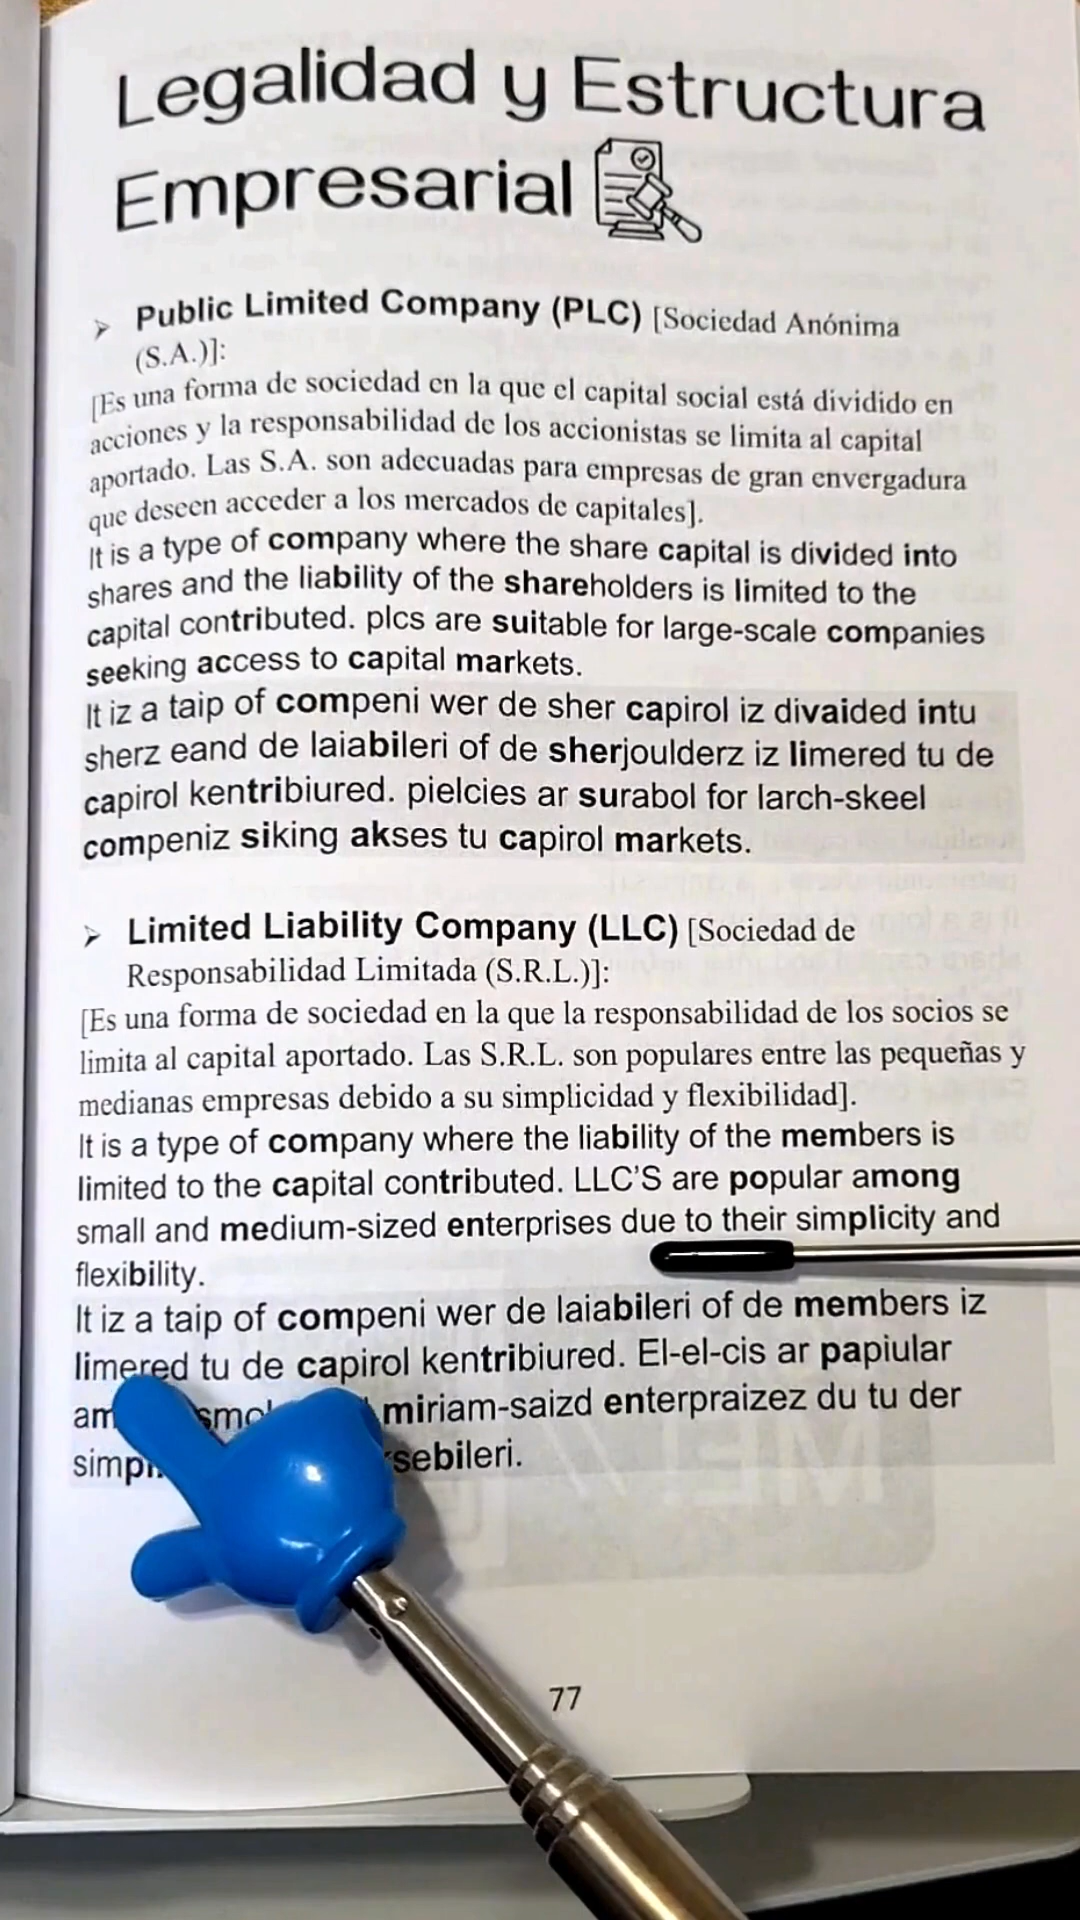 Legalidad y Estructura
Empresarial
➢ Public Limited Company (PLC) [Sociedad Anónima
(S.A.)]:
[Es una forma de sociedad en la que el capital social está dividido en
acciones y la responsabilidad de los accionistas se limita al capital
aportado. Las S.A. son adecuadas para empresas de gran envergadura
que deseen acceder a los mercados de capitales].
It is a type of company where the share capital is divided into
shares and the liability of the shareholders is limited to the
capital contributed. plcs are suitable for large-scale companies
seeking access to capital markets.
It iz a taip of compeni wer de sher capirol iz divaided intu
sherz eand de laiabileri of de sherjoulderz iz limered tu de
capirol kentribiured. pielcies ar surabol for larch-skeel
compeniz siking akses tu capirol markets.
➢ Limited Liability Company (LLC) [Sociedad de
Responsabilidad Limitada (S.R.L.)]:
[Es una forma de sociedad en la que la responsabilidad de los socios se
limita al capital aportado. Las S.R.L. son populares entre las pequeñas y
medianas empresas debido a su simplicidad y flexibilidad].
It is a type of company where the liability of the members is
limited to the capital contributed. LLC'S are popular among
small and medium-sized enterprises due to their simplicity and
flexibility.
It iz a taip of compeni wer de laiabileri of de members iz
limered tu de capirol kentribiured. El-el-cis ar papiular
miriam-saizd enterpraizez du tu der
77